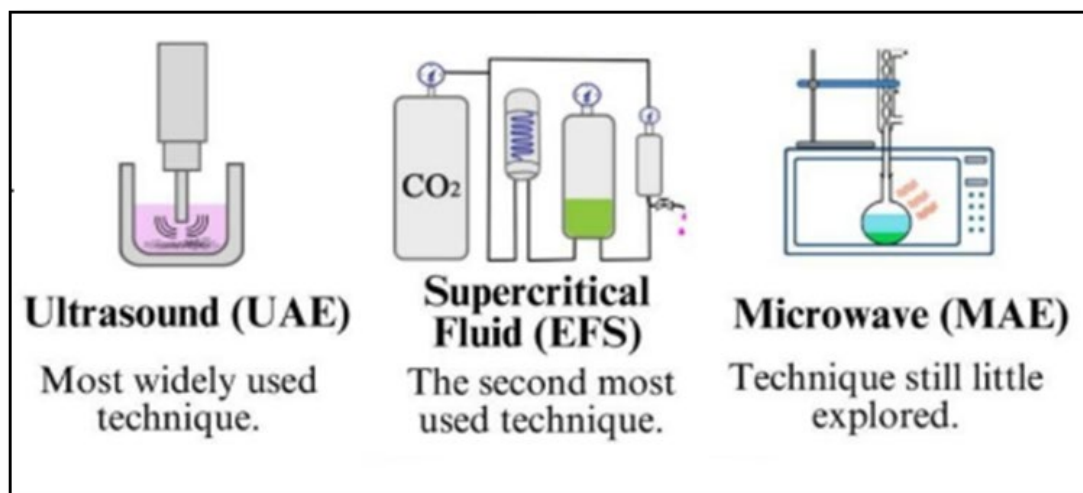 CO₂
Ultrasound (UAE)
Most widely used
technique.
Supercritical
Fluid (EFS)
The second most
used technique.
Microwave (MAE)
Technique still little
explored.